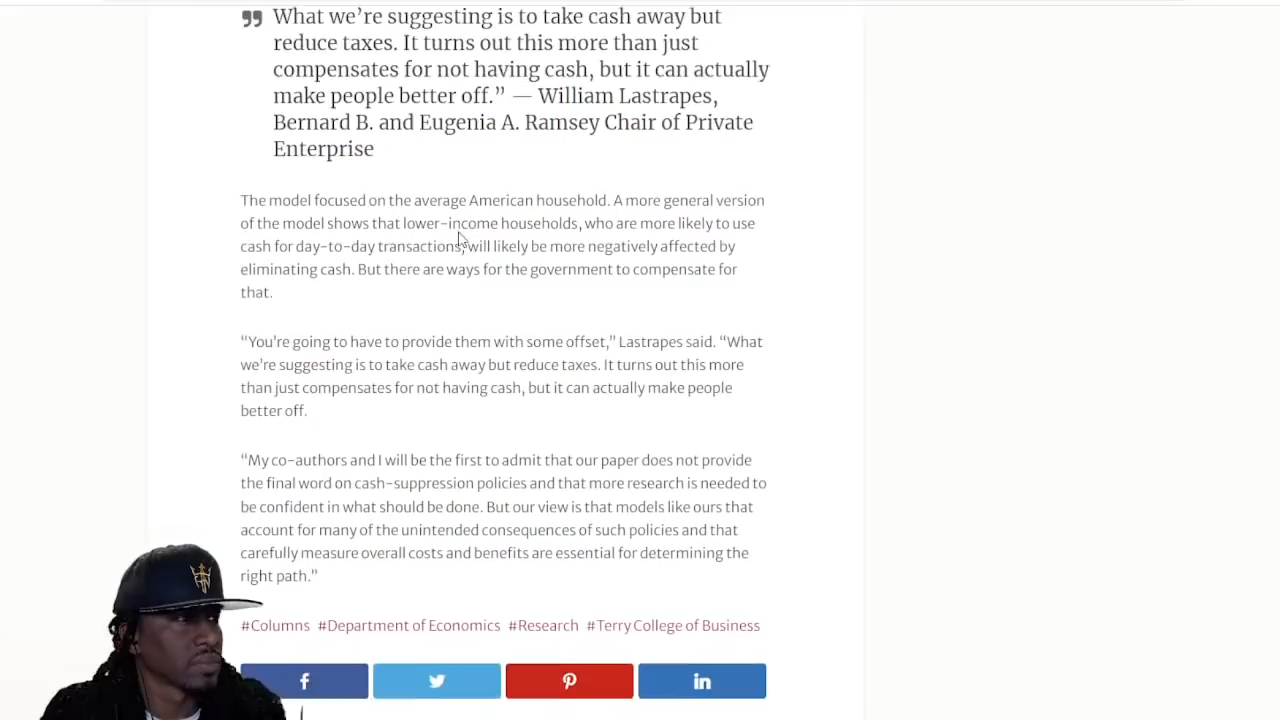 What we’re suggesting is to take cash away but
reduce taxes. It turns out this more than just
compensates for not having cash, but it can actually
make people better off.” — William Lastrapes,
Bernard B. and Eugenia A. Ramsey Chair of Private
Enterprise
The model focused on the average American household. A more general version
of the model shows that lower-income households, who are more likely to use
cash for day-to-day transactions, will likely be more negatively affected by
eliminating cash. But there are ways for the government to compensate for
that.
“You’re going to have to provide them with some offset,” Lastrapes said. “What
we’re suggesting is to take cash away but reduce taxes. It turns out this more
than just compensates for not having cash, but it can actually make people
better off.
“My co-authors and I will be the first to admit that our paper does not provide
the final word on cash-suppression policies and that more research is needed to
be confident in what should be done. But our view is that models like ours that
account for many of the unintended consequences of such policies and that
carefully measure overall costs and benefits are essential for determining the
right path.”
#Columns #Department of Economics #Research #Terry College of Business